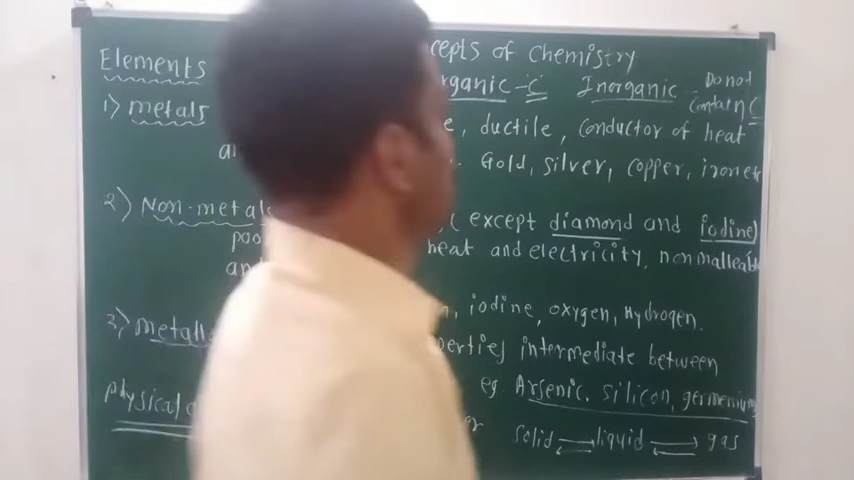 Elements cepts of Chemistry
rganic - C Inorganic Do not contain C
1) metals e, ductile, conductor of heat
Gold, silver, copper, iron etc
2) Non-metals ( except diamond and iodine)
heat and electricity, non malleable
iodine, oxygen, Hydrogen.
3) metall perties intermediate between
eg. Arsenic, silicon, germenium
physical
solid ⇌ liquid ⇌ gas